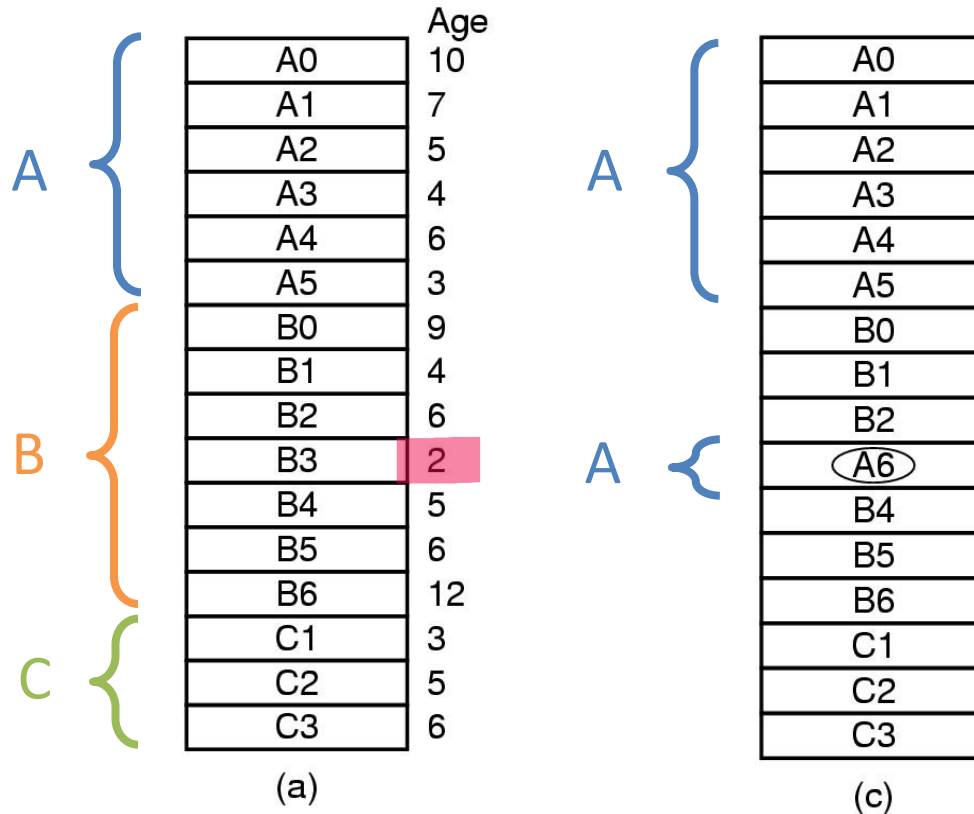 Age
A0 10
A1 7
A2 5
A A3 4
A4 6
A5 3
B0 9
B1 4
B2 6
B B3 2
B4 5
B5 6
B6 12
C1 3
C C2 5
C3 6
(a)
A0
A1
A2
A A3
A4
A5
B0
B1
B2
A A6
B4
B5
B6
C1
C2
C3
(c)